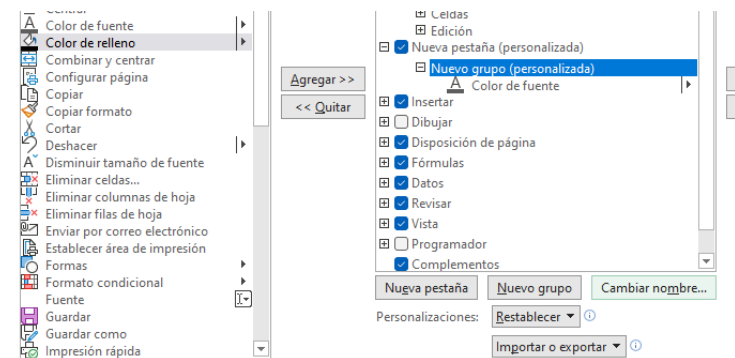 Centrar
Color de fuente
Color de relleno
Combinar y centrar
Configurar página
Copiar
Copiar formato
Cortar
Deshacer
Disminuir tamaño de fuente
Eliminar celdas...
Eliminar columnas de hoja
Eliminar filas de hoja
Enviar por correo electrónico
Establecer área de impresión
Formas
Formato condicional
Fuente
Guardar
Guardar como
Impresión rápida
Agregar >>
<< Quitar
Celdas
Edición
Nueva pestaña (personalizada)
Nuevo grupo (personalizada)
Color de fuente
Insertar
Dibujar
Disposición de página
Fórmulas
Datos
Revisar
Vista
Programador
Complementos
Nueva pestaña
Nuevo grupo
Cambiar nombre...
Personalizaciones:
Restablecer
Importar o exportar